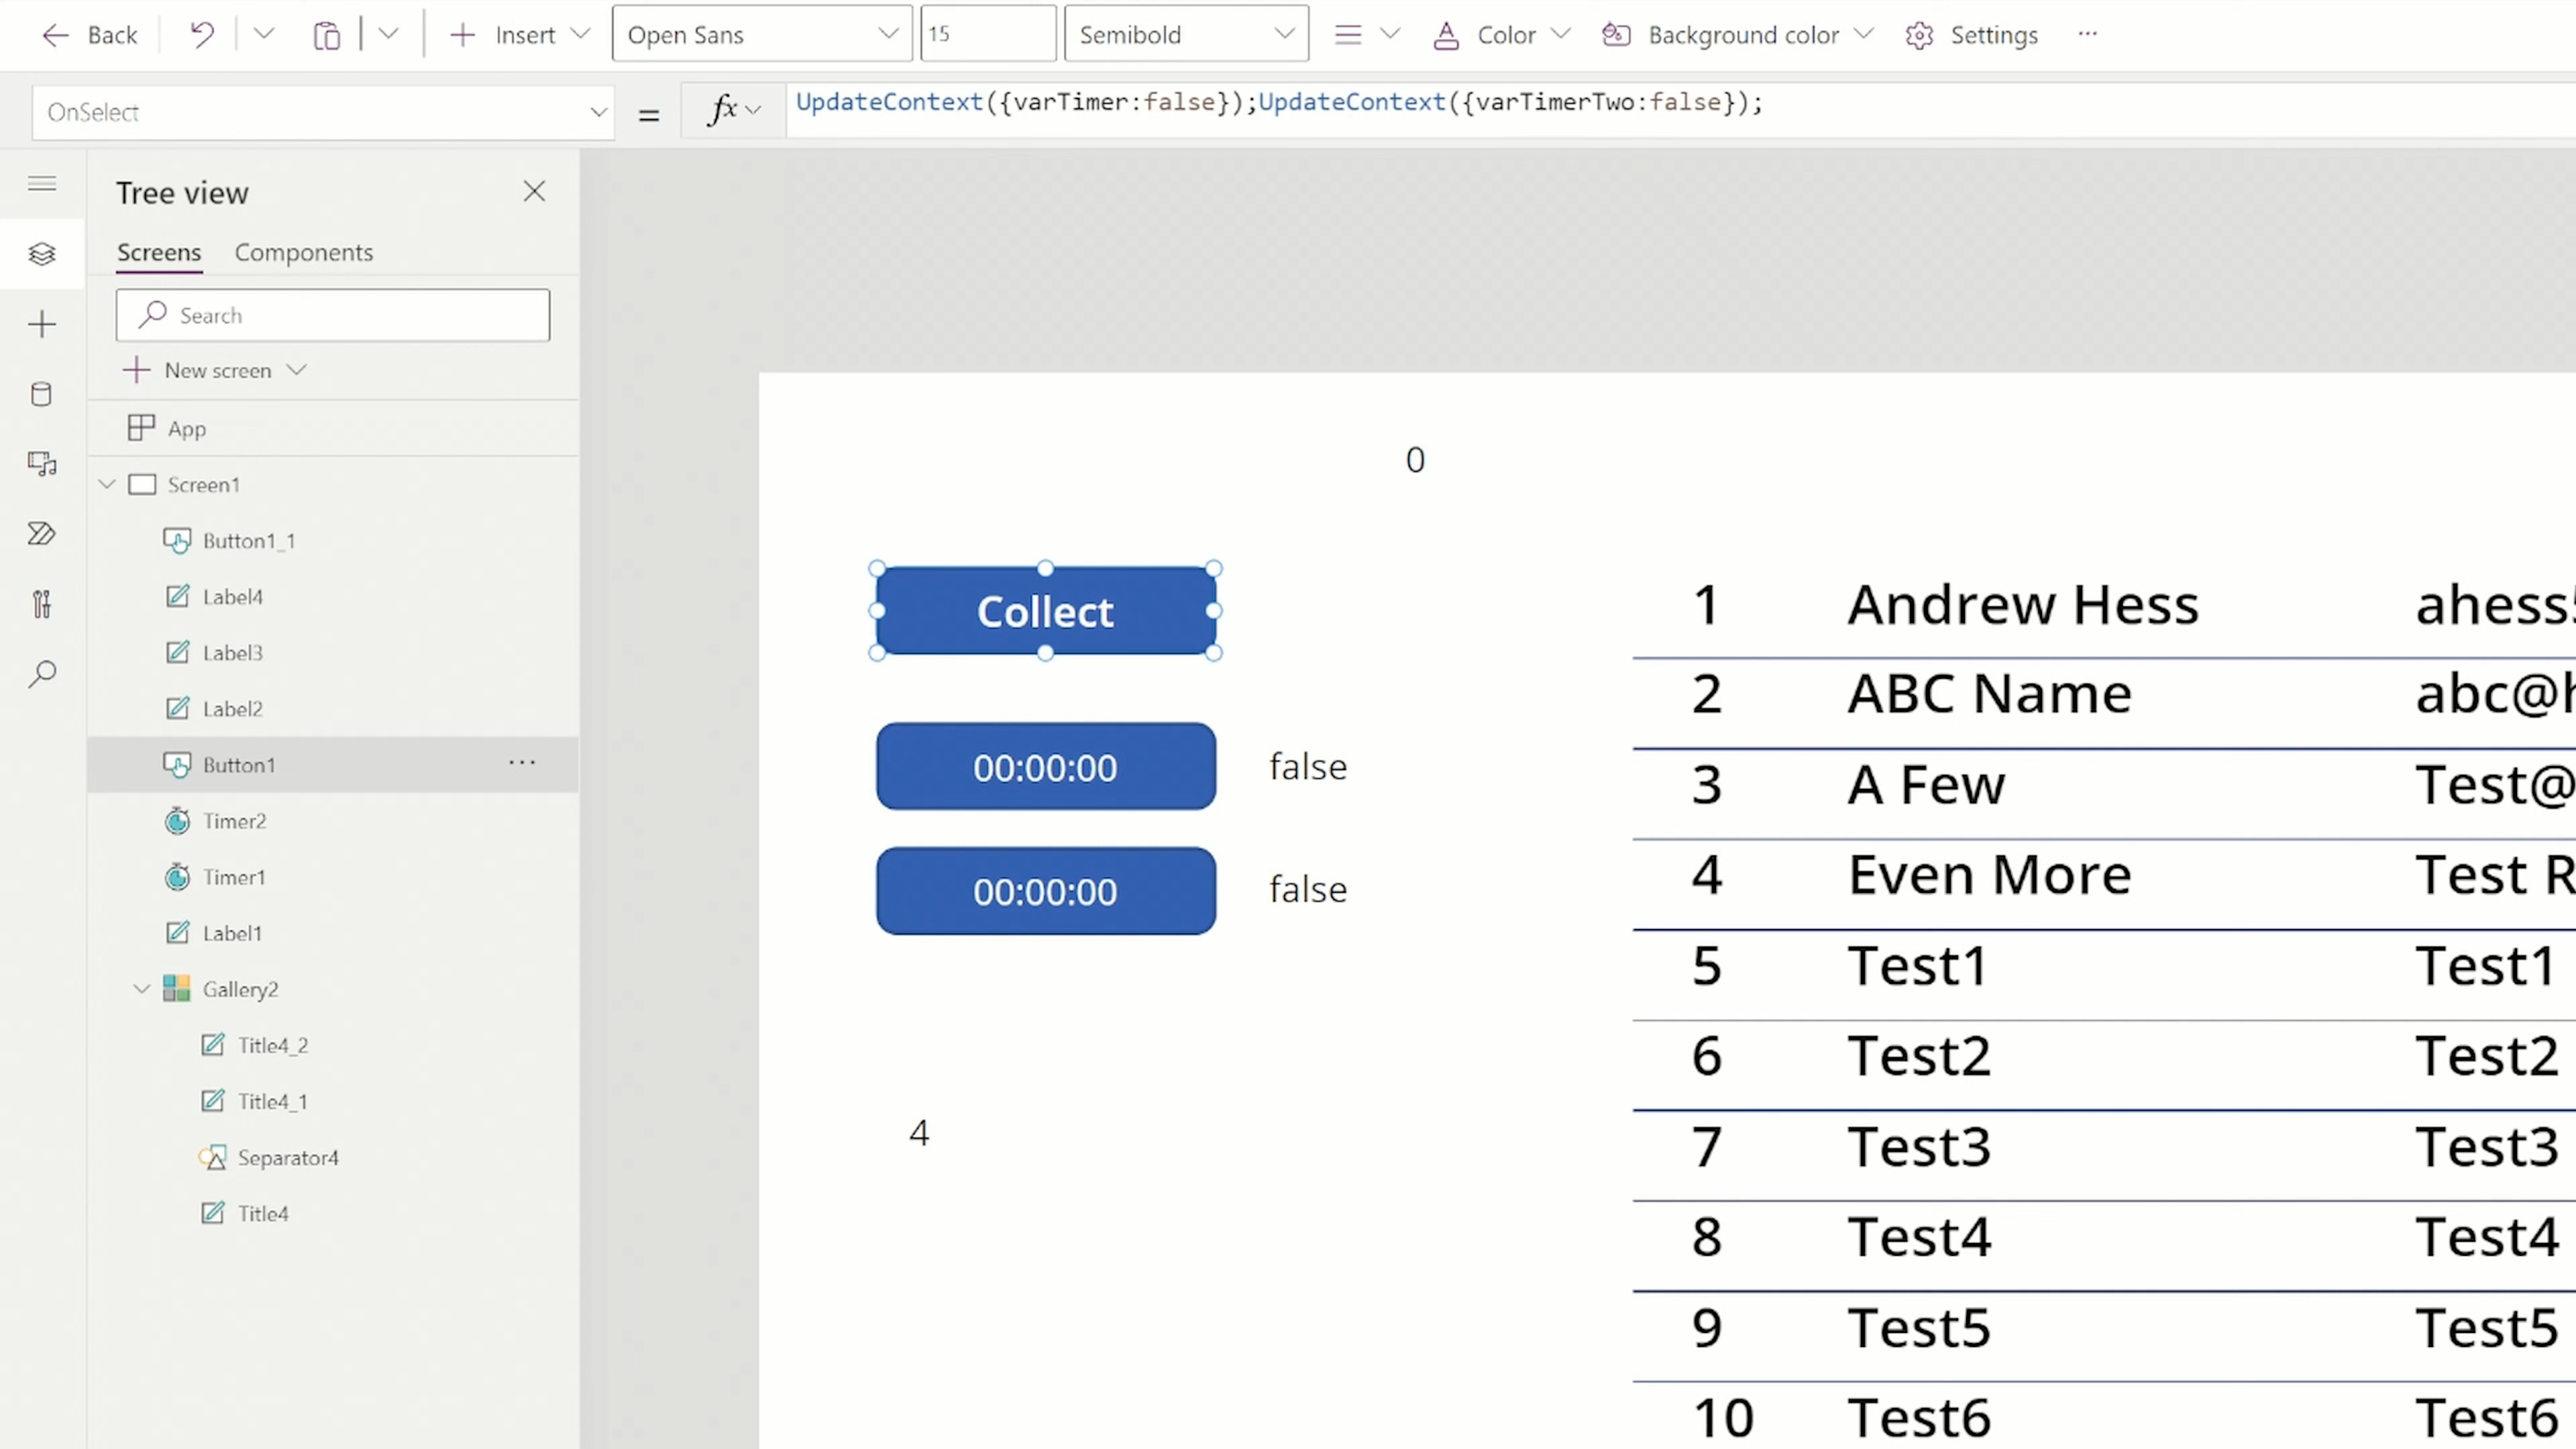 Back
Insert
Open Sans
15
Semibold
Color
Background color
Settings
OnSelect
=
fx
UpdateContext({varTimer:false});UpdateContext({varTimerTwo:false});
Tree view
Screens
Components
Search
New screen
App
Screen1
Button1_1
Label4
Label3
Label2
Button1
Timer2
Timer1
Label1
Gallery2
Title4_2
Title4_1
Separator4
Title4
0
Collect
00:00:00 false
00:00:00 false
4
1 Andrew Hess
2 ABC Name
3 A Few Test@
4 Even More Test R
5 Test1 Test1
6 Test2 Test2
7 Test3 Test3
8 Test4 Test4
9 Test5 Test5
10 Test6 Test6